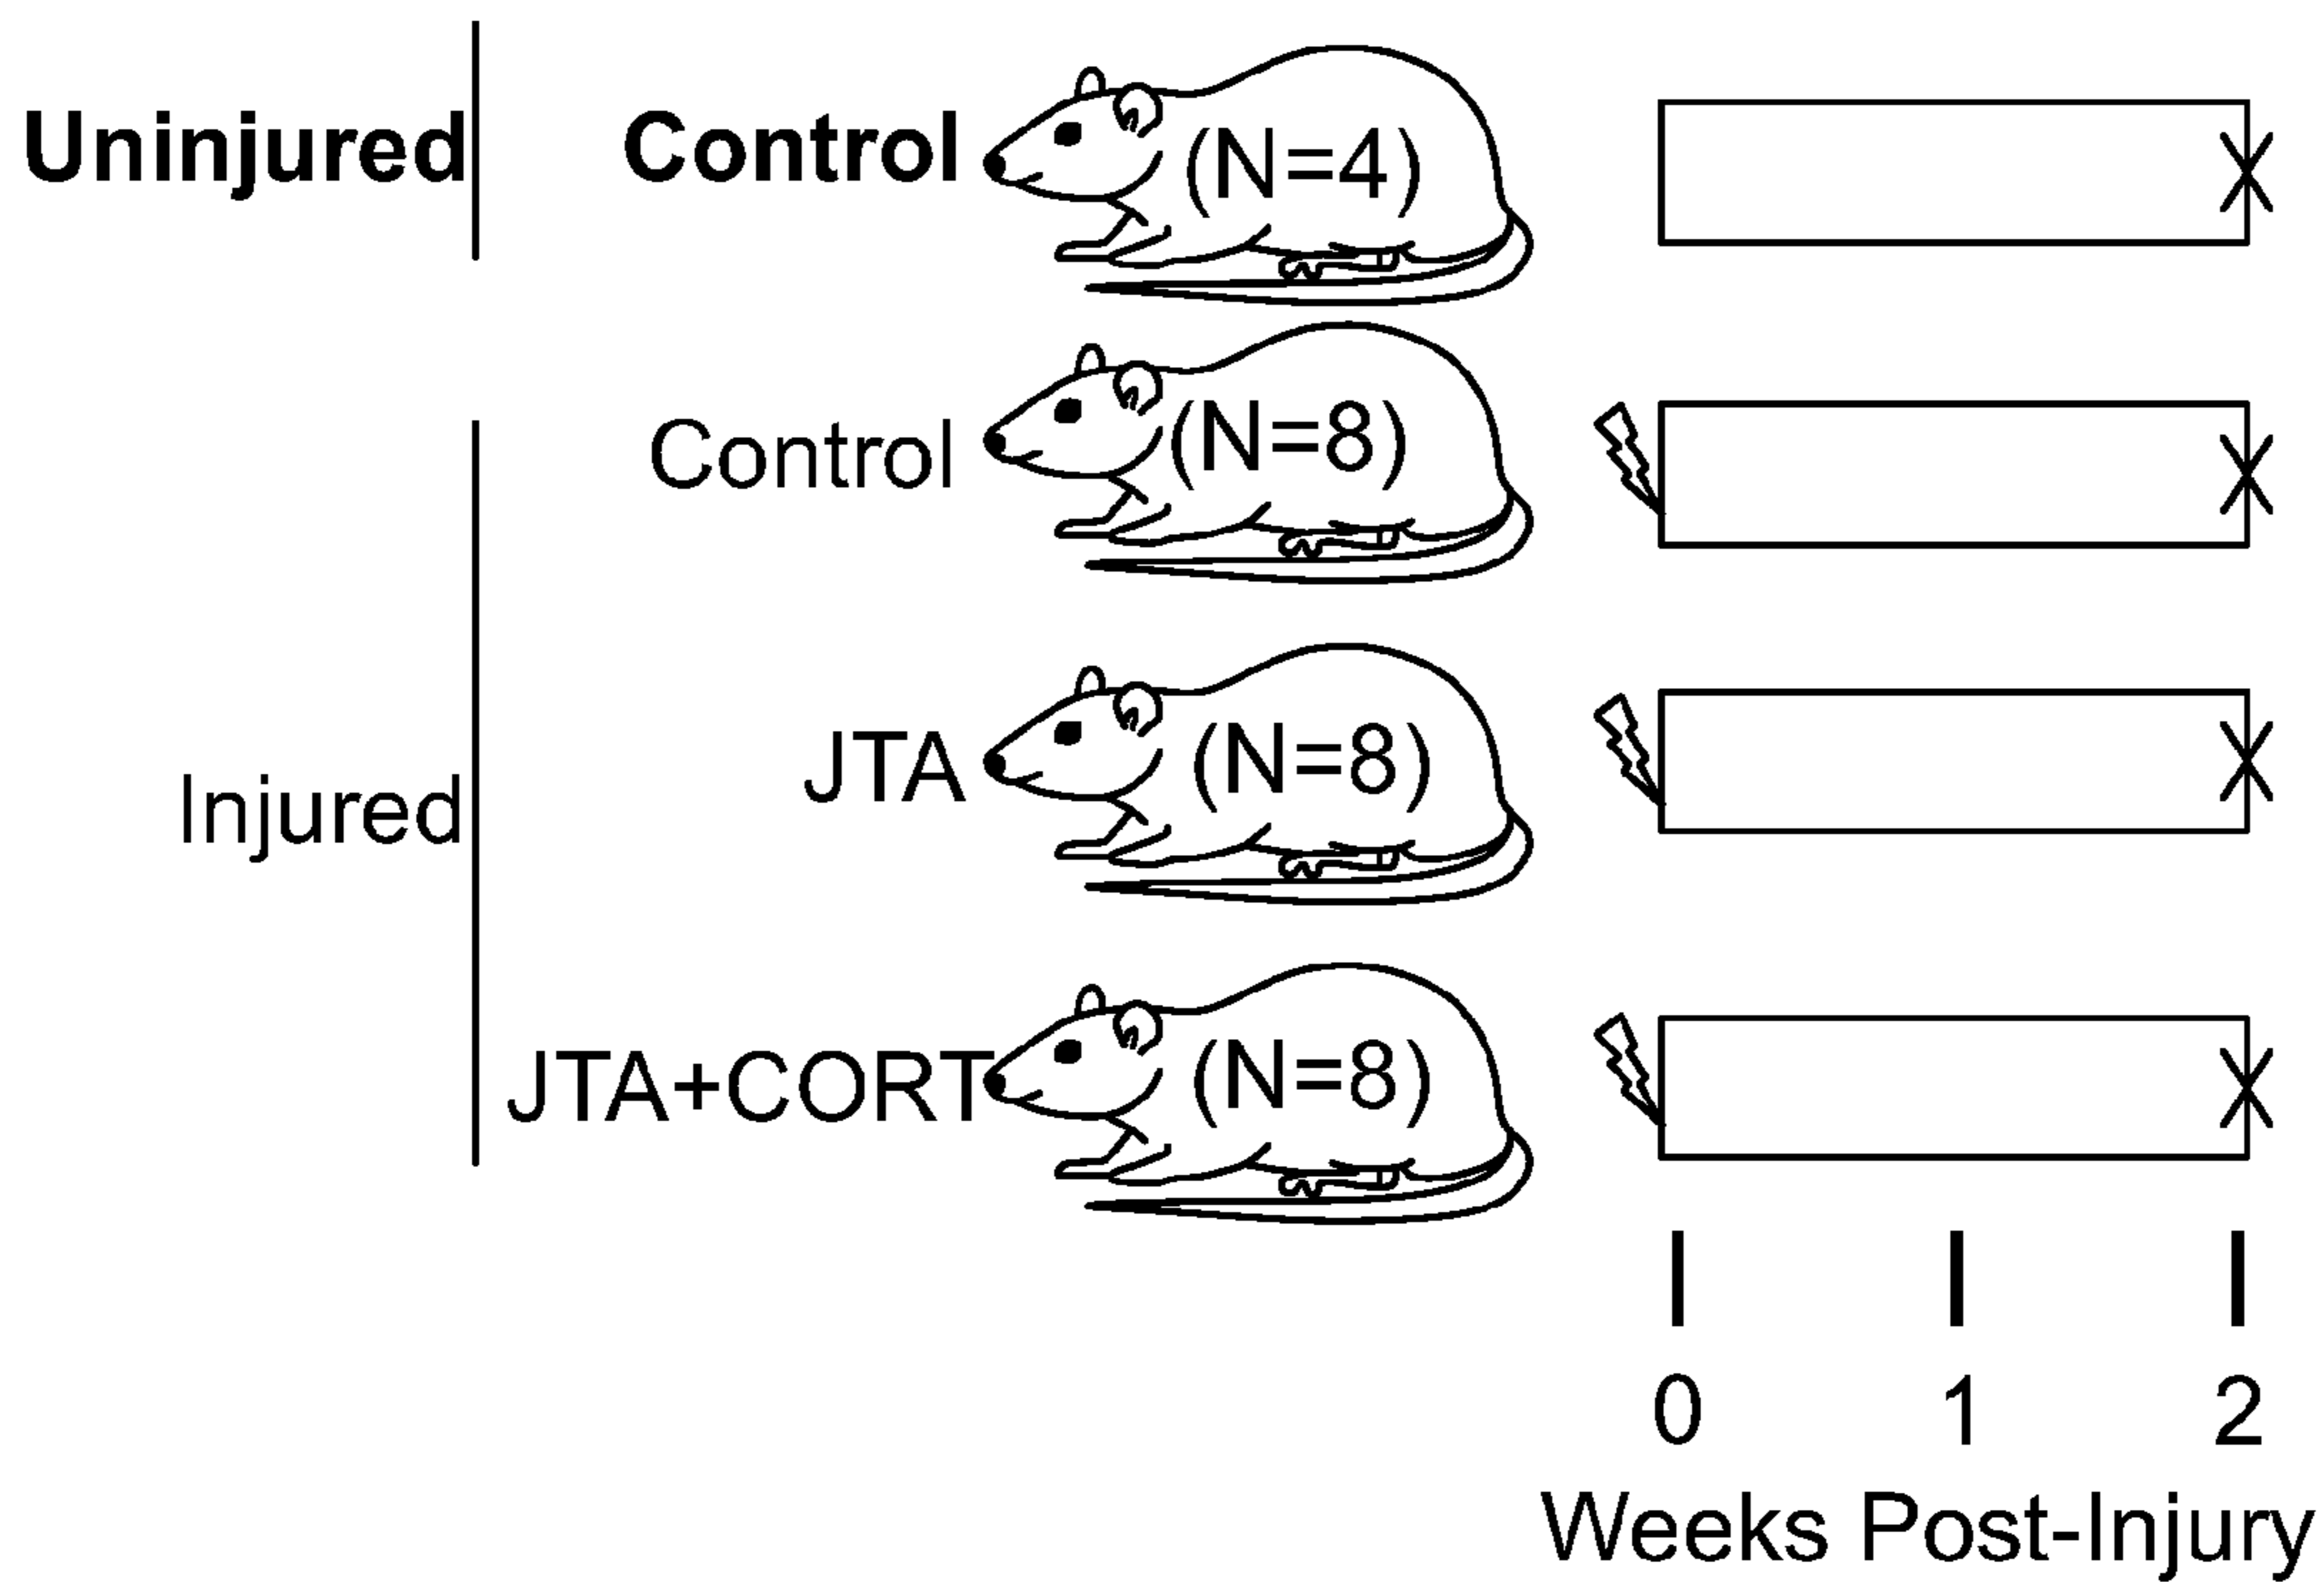 Uninjured Control (N=4) X
Control (N=8) X
JTA (N=8) X
Injured
JTA+CORT (N=8) X
0 1 2
Weeks Post-Injury